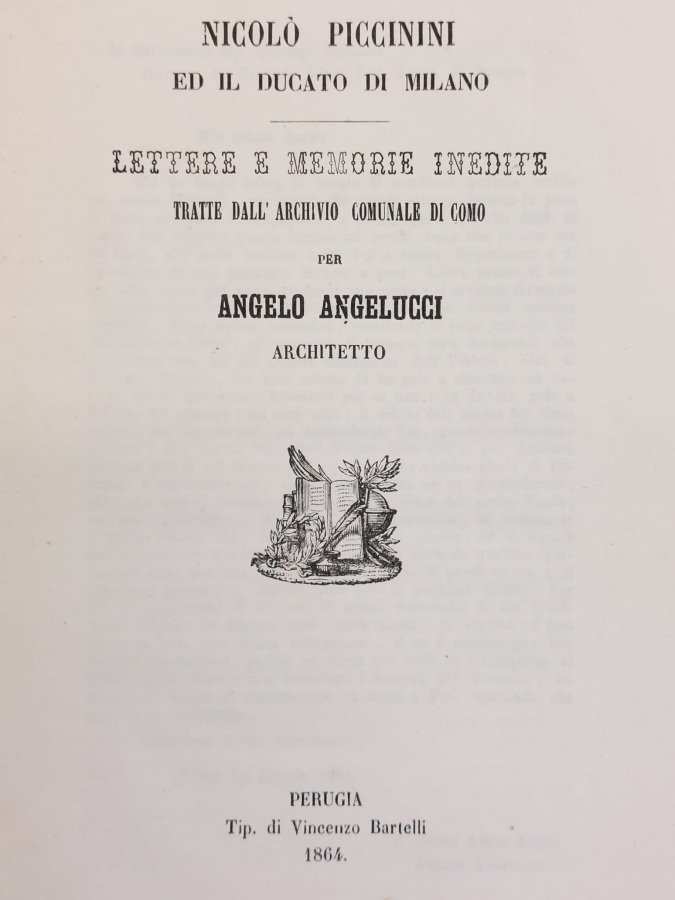 NICOLÒ PICCININI
ED IL DUCATO DI MILANO
LETTERE E MEMORIE INEDITE
TRATTE DALL' ARCHIVIO COMUNALE DI COMO
PER
ANGELO ANGELUCCI
ARCHITETTO
PERUGIA
Tip. di Vincenzo Bartelli
1864.